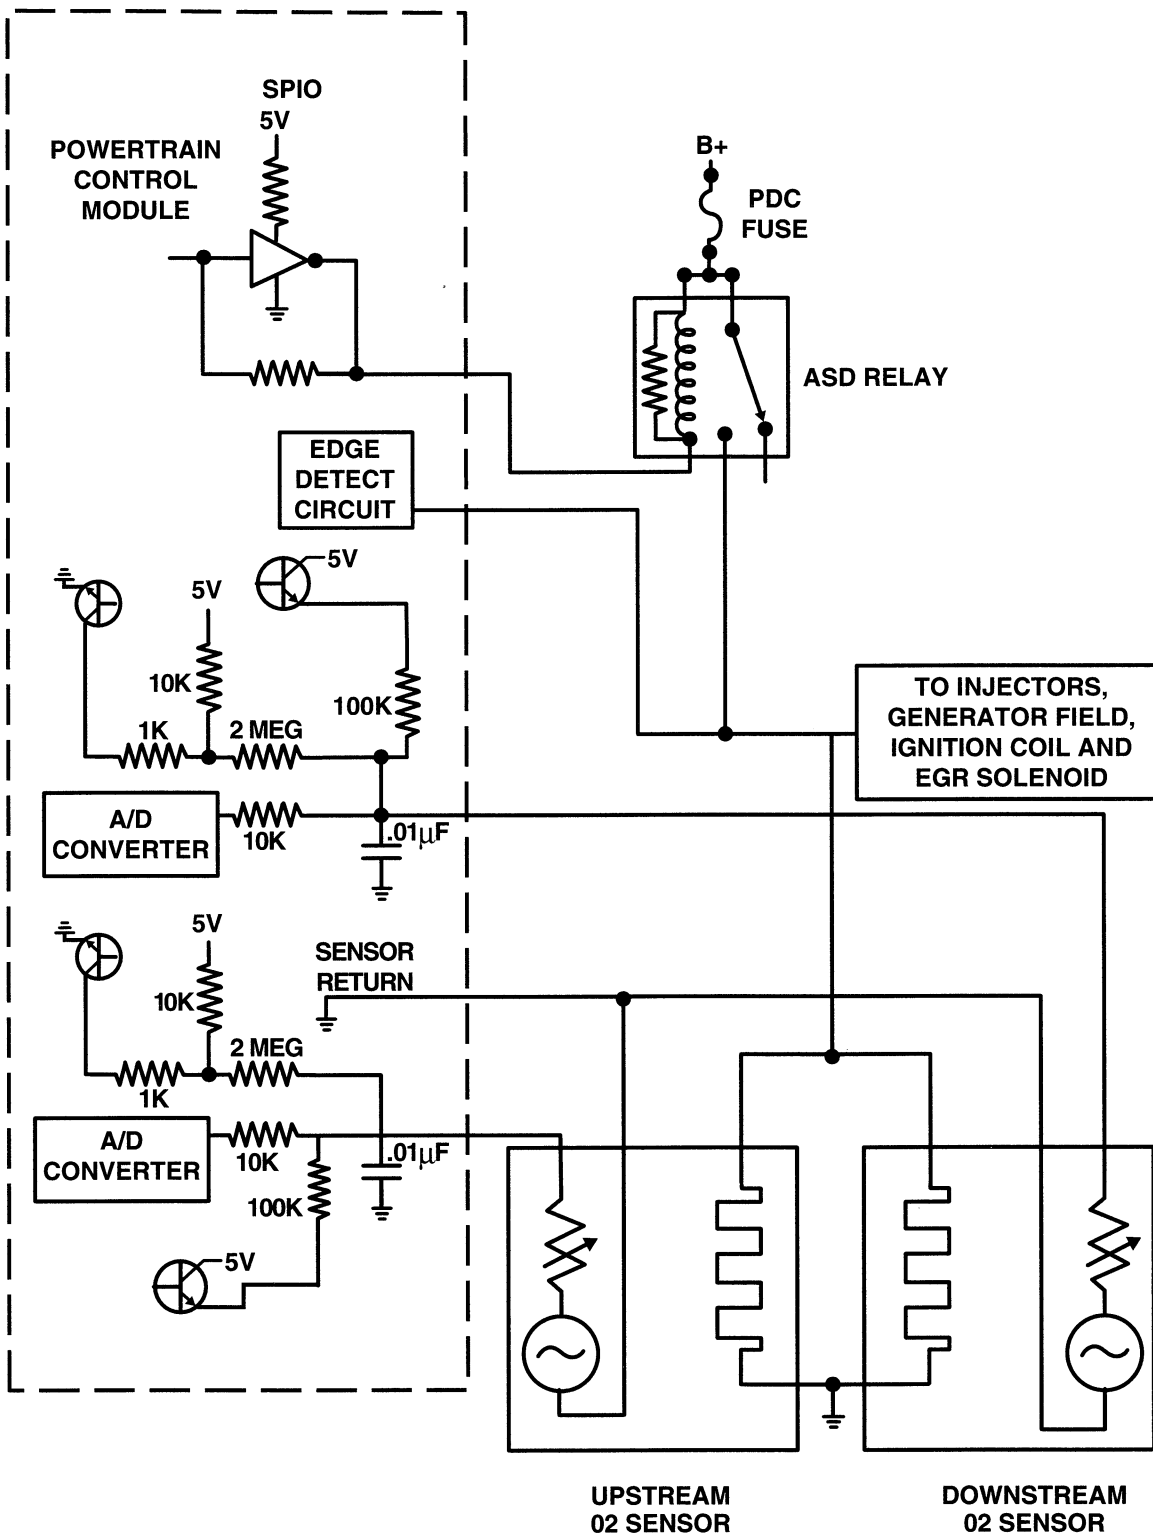 SPIO
5V
POWERTRAIN
CONTROL
MODULE
B+
PDC
FUSE
ASD RELAY
EDGE
DETECT
CIRCUIT
5V
5V
10K
100K
1K
2 MEG
TO INJECTORS,
GENERATOR FIELD,
IGNITION COIL AND
EGR SOLENOID
A/D
CONVERTER
10K
.01µF
5V
SENSOR
RETURN
10K
2 MEG
1K
A/D
CONVERTER
10K
.01µF
100K
5V
UPSTREAM
02 SENSOR
DOWNSTREAM
02 SENSOR